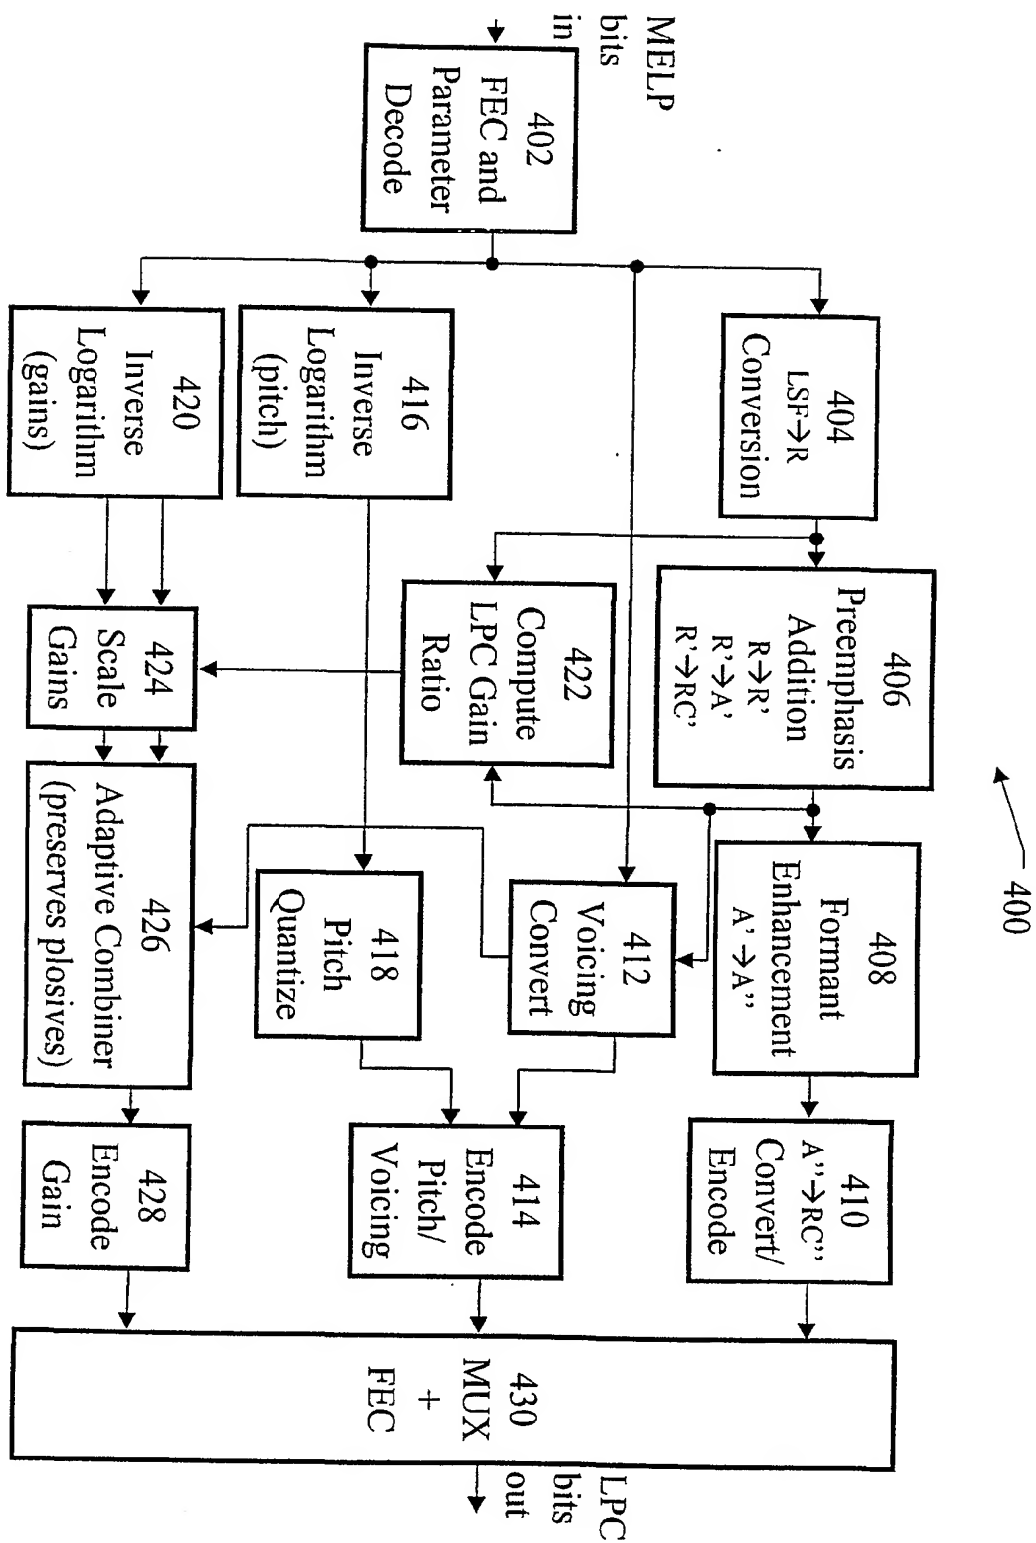 400
MELP
bits
in
402
FEC and
Parameter
Decode
404
LSF→R
Conversion
406
Preemphasis
Addition
R→R'
R'→A'
R'→RC'
408
Formant
Enhancement
A'→A''
410
A''→RC''
Convert/
Encode
422
Compute
LPC Gain
Ratio
412
Voicing
Convert
414
Encode
Pitch/
Voicing
416
Inverse
Logarithm
(pitch)
418
Pitch
Quantize
420
Inverse
Logarithm
(gains)
424
Scale
Gains
426
Adaptive Combiner
(preserves plosives)
428
Encode
Gain
430
MUX
+
FEC
LPC
bits
out